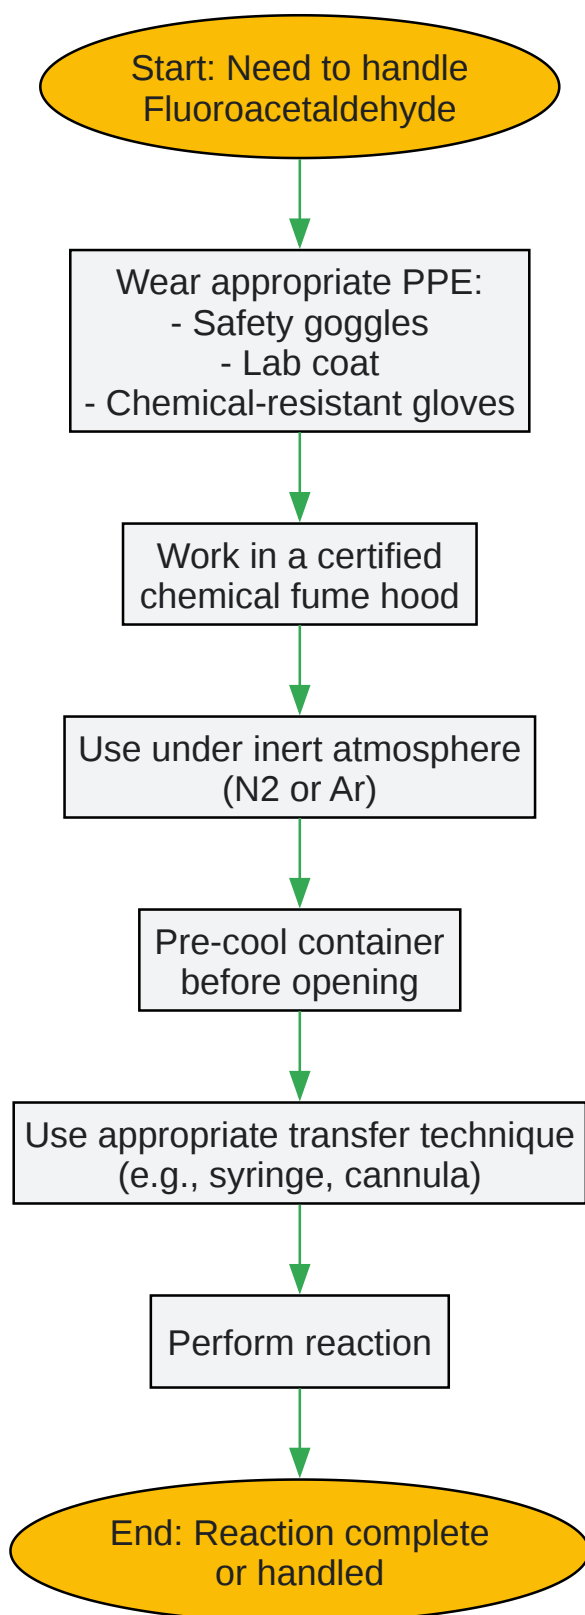 Start: Need to handle
Fluoroacetaldehyde
Wear appropriate PPE:
- Safety goggles
- Lab coat
- Chemical-resistant gloves
Work in a certified
chemical fume hood
Use under inert atmosphere
(N2 or Ar)
Pre-cool container
before opening
Use appropriate transfer technique
(e.g., syringe, cannula)
Perform reaction
End: Reaction complete
or handled